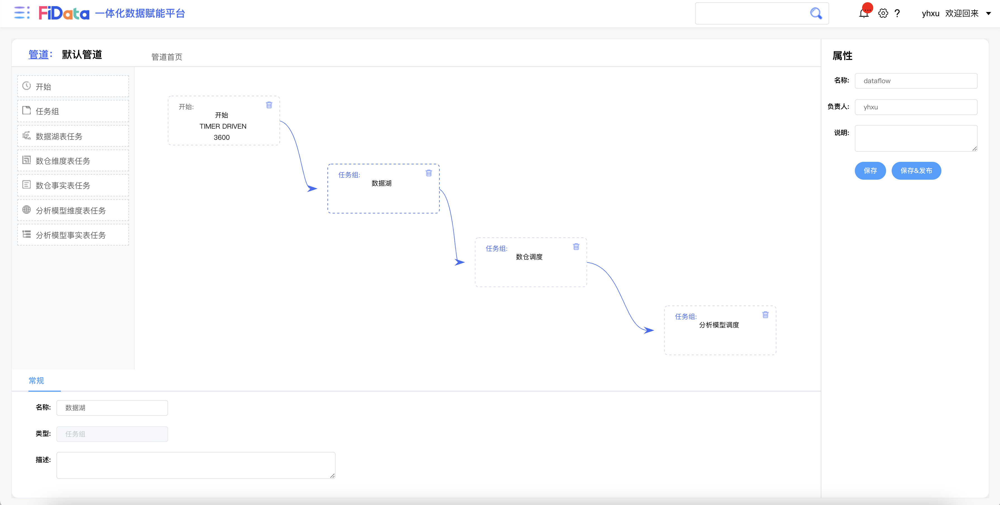 FiData 一体化数据赋能平台
...
yhxu 欢迎回来
管道: 默认管道
管道首页
开始
任务组
数据湖表任务
数仓维度表任务
数仓事实表任务
分析模型维度表任务
分析模型事实表任务
开始:
开始
TIMER DRIVEN
3600
任务组:
数据湖
任务组:
数仓调度
任务组:
分析模型调度
常规
名称: 数据湖
类型: 任务组
描述:
属性
名称: dataflow
负责人: yhxu
说明:
保存 保存&发布